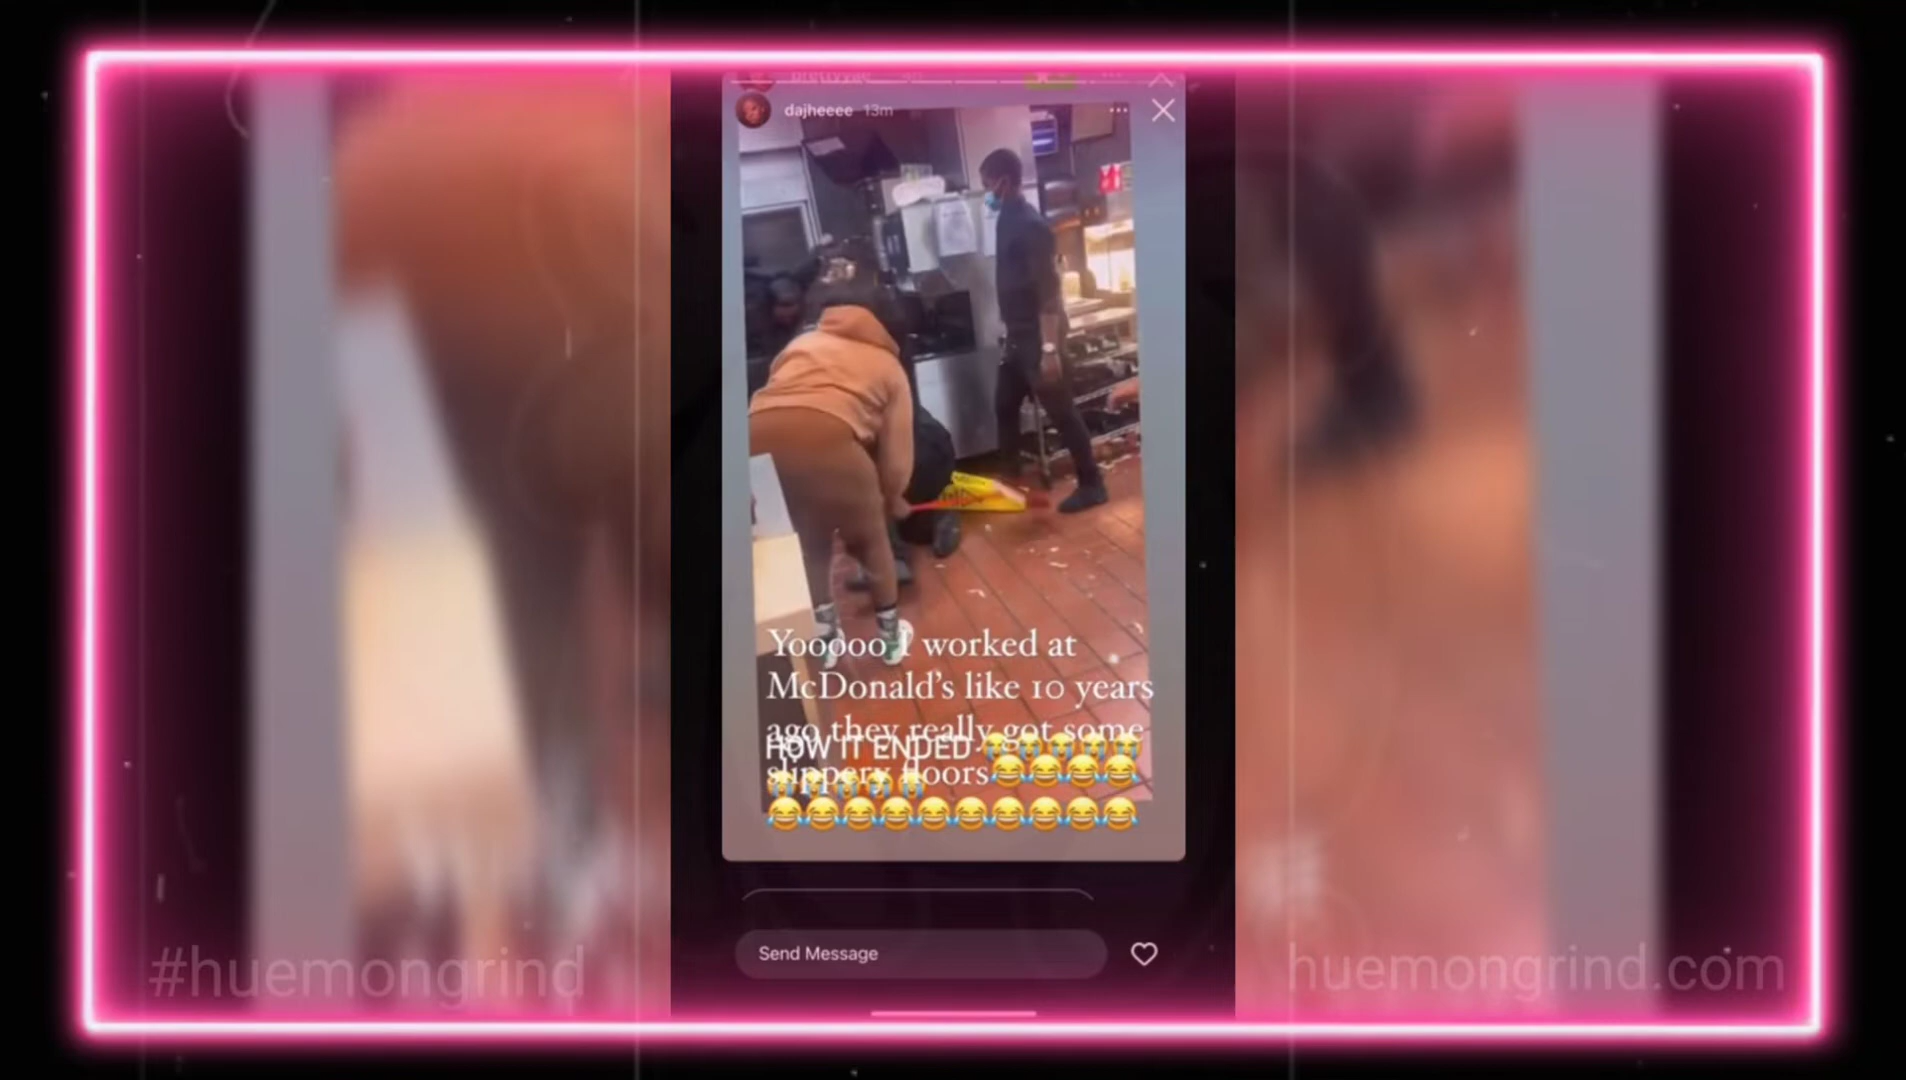 dajheeee 13m
Yooooo I worked at
McDonald's like 10 years
ago they really got some
HOW IT ENDED 😭😭😭😭😭
slippery floors😂😂😂😂
😭😭😭😭😭
😂😂😂😂😂😂😂😂😂😂
Send Message
#huemongrind
huemongrind.com